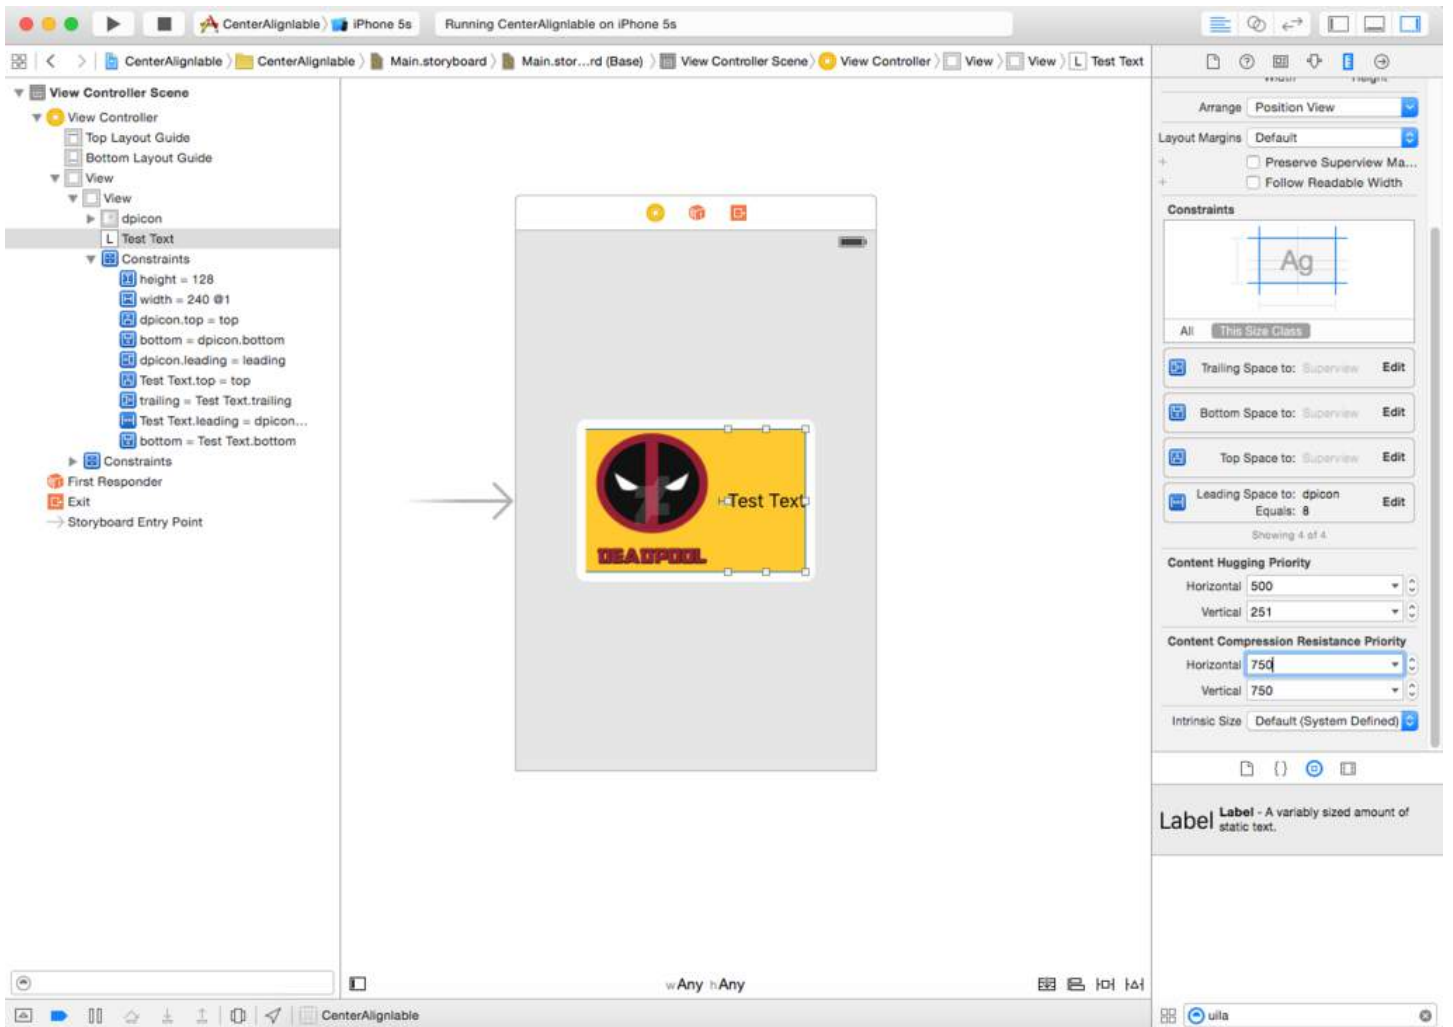 CenterAlignlable iPhone 5s Running CenterAlignlable on iPhone 5s
CenterAlignlable CenterAlignlable Main.storyboard Main.stor...rd (Base) View Controller Scene View Controller View View L Test Text
View Controller Scene
View Controller
Top Layout Guide
Bottom Layout Guide
View
View
dpicon
L Test Text
Constraints
height = 128
width = 240 @1
dpicon.top = top
bottom = dpicon.bottom
dpicon.leading = leading
Test Text.top = top
trailing = Test Text.trailing
Test Text.leading = dpicon...
bottom = Test Text.bottom
Constraints
First Responder
Exit
Storyboard Entry Point
Test Text
DEADPOOL
wAny hAny
CenterAlignlable
Width Height
Arrange Position View
Layout Margins Default
+ Preserve Superview Ma...
+ Follow Readable Width
Constraints
Ag
All This Size Class
Trailing Space to: Superview Edit
Bottom Space to: Superview Edit
Top Space to: Superview Edit
Leading Space to: dpicon Edit
Equals: 8
Showing 4 of 4
Content Hugging Priority
Horizontal 500
Vertical 251
Content Compression Resistance Priority
Horizontal 750
Vertical 750
Intrinsic Size Default (System Defined)
{}
Label Label - A variably sized amount of
static text.
uila